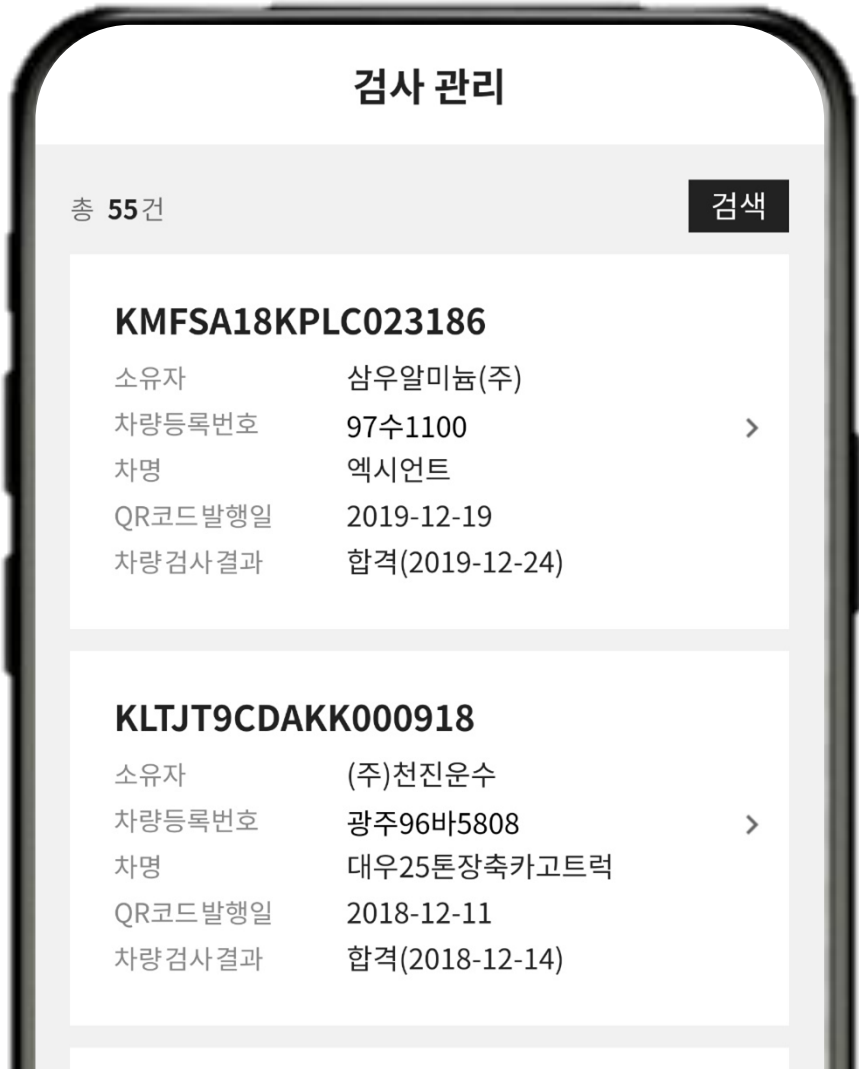 검사 관리
총 55건
검색
KMFSA18KPLC023186
소유자 삼우알미늄(주)
차량등록번호 97수1100
차명 엑시언트
QR코드 발행일 2019-12-19
차량검사결과 합격(2019-12-24)
KLTJT9CDAKK000918
소유자 (주)천진운수
차량등록번호 광주96바5808
차명 대우25톤장축카고트럭
QR코드 발행일 2018-12-11
차량검사결과 합격(2018-12-14)